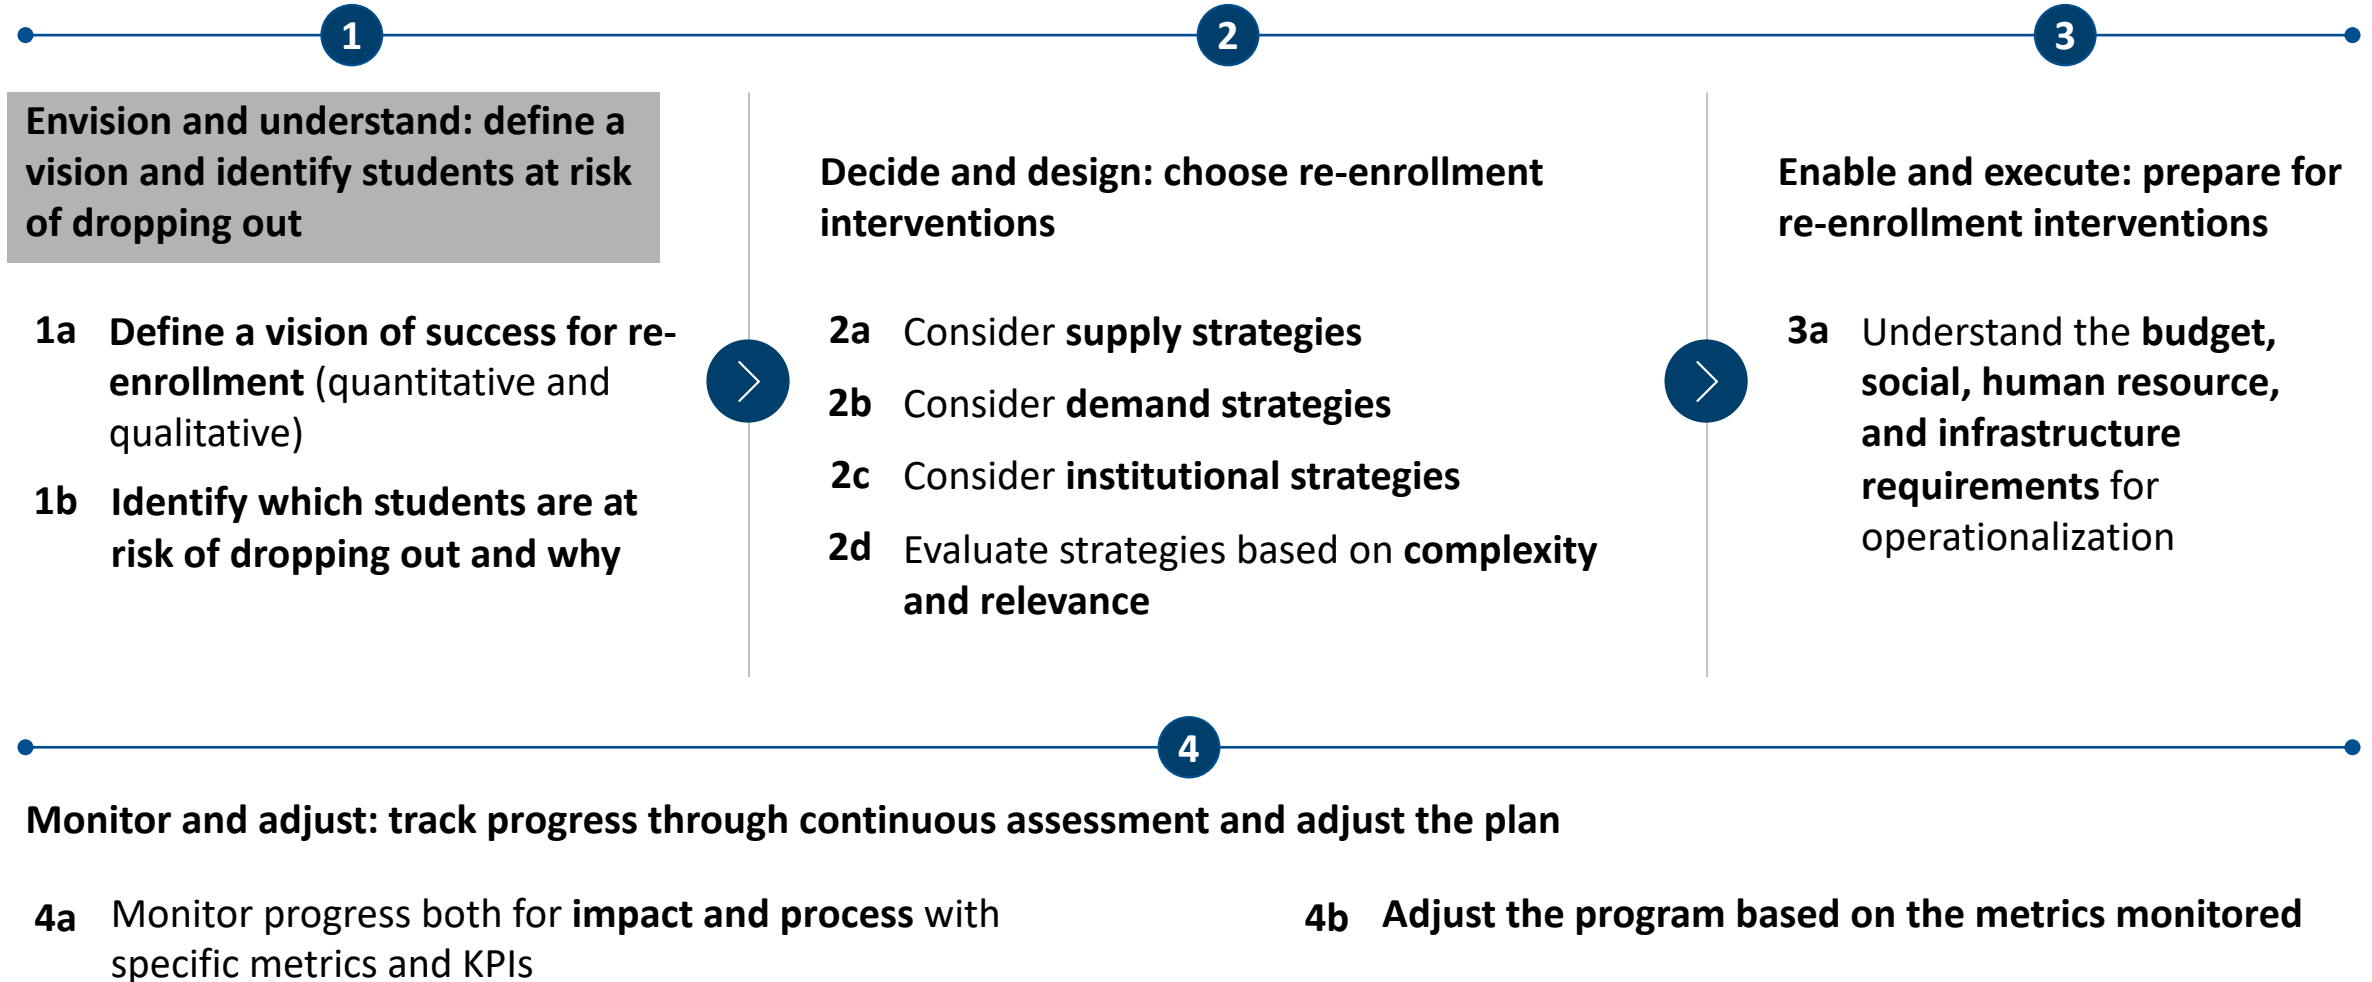 1
2
3
Envision and understand: define a
vision and identify students at risk
of dropping out
1a Define a vision of success for re-
enrollment (quantitative and
qualitative)
1b Identify which students are at
risk of dropping out and why
Decide and design: choose re-enrollment
interventions
2a Consider supply strategies
2b Consider demand strategies
2c Consider institutional strategies
2d Evaluate strategies based on complexity
and relevance
Enable and execute: prepare for
re-enrollment interventions
3a Understand the budget,
social, human resource,
and infrastructure
requirements for
operationalization
4
Monitor and adjust: track progress through continuous assessment and adjust the plan
4a Monitor progress both for impact and process with
specific metrics and KPIs
4b Adjust the program based on the metrics monitored